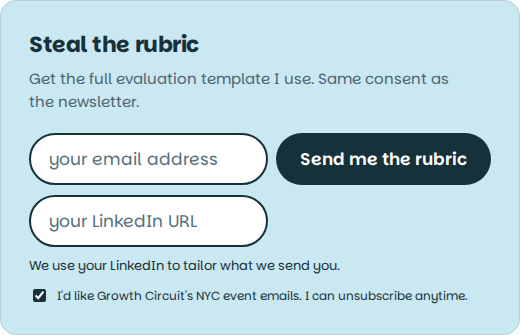 Steal the rubric
Get the full evaluation template I use. Same consent as
the newsletter.
your email address
Send me the rubric
your LinkedIn URL
We use your LinkedIn to tailor what we send you.
I'd like Growth Circuit's NYC event emails. I can unsubscribe anytime.